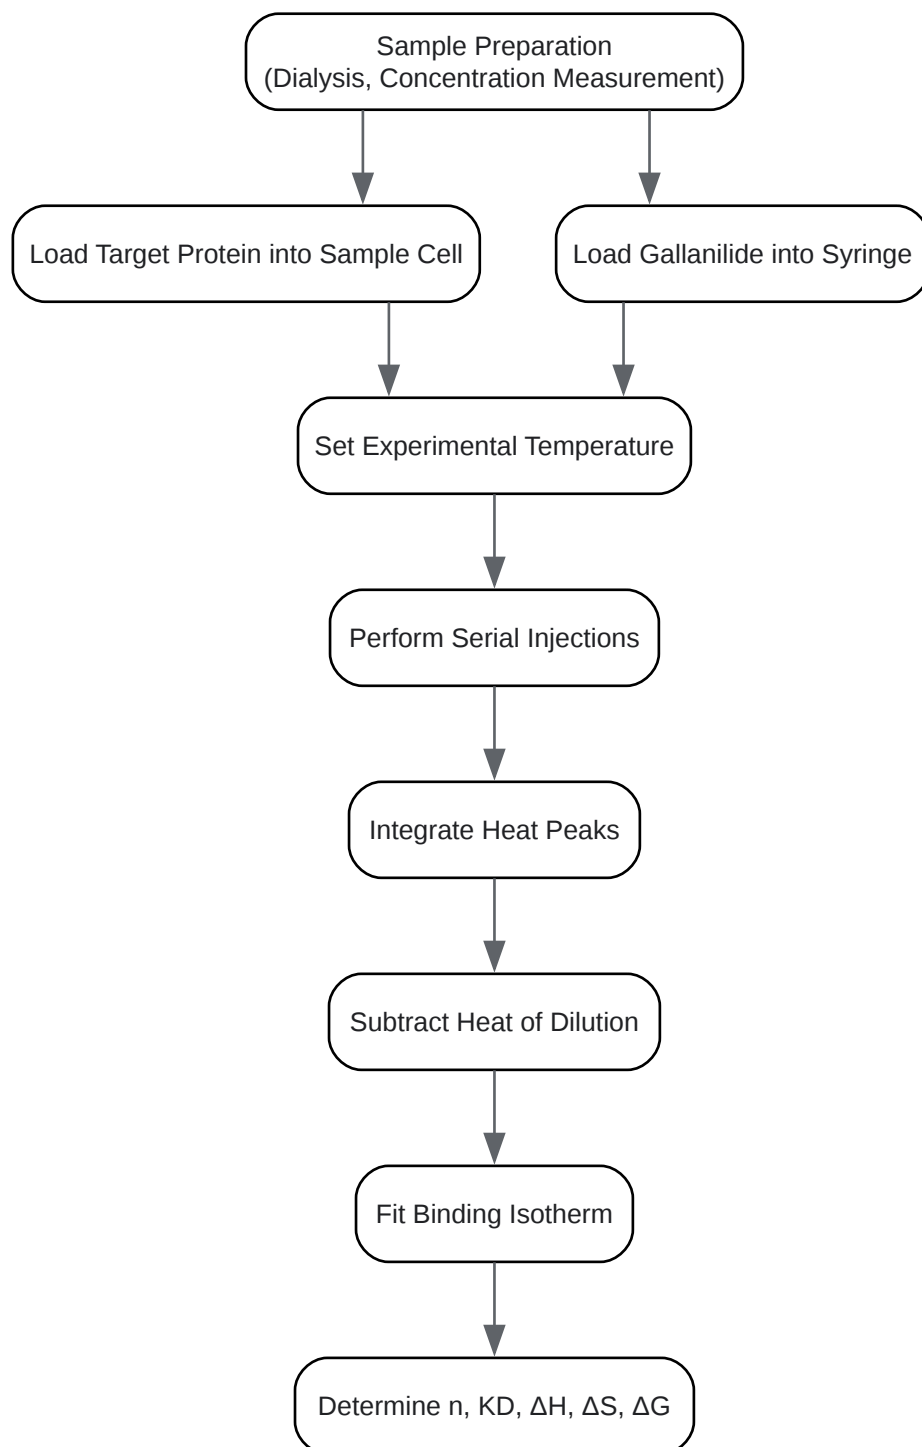 Sample Preparation
(Dialysis, Concentration Measurement)
Load Target Protein into Sample Cell
Load Gallanilide into Syringe
Set Experimental Temperature
Perform Serial Injections
Integrate Heat Peaks
Subtract Heat of Dilution
Fit Binding Isotherm
Determine n, KD, ΔH, ΔS, ΔG